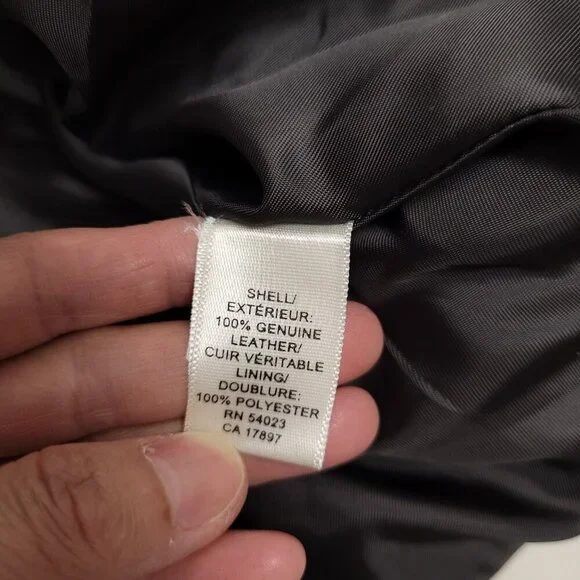 SHELL/
EXTÉRIEUR:
100% GENUINE
LEATHER/
CUIR VÉRITABLE
LINING/
DOUBLURE:
100% POLYESTER
RN 54023
CA 17897